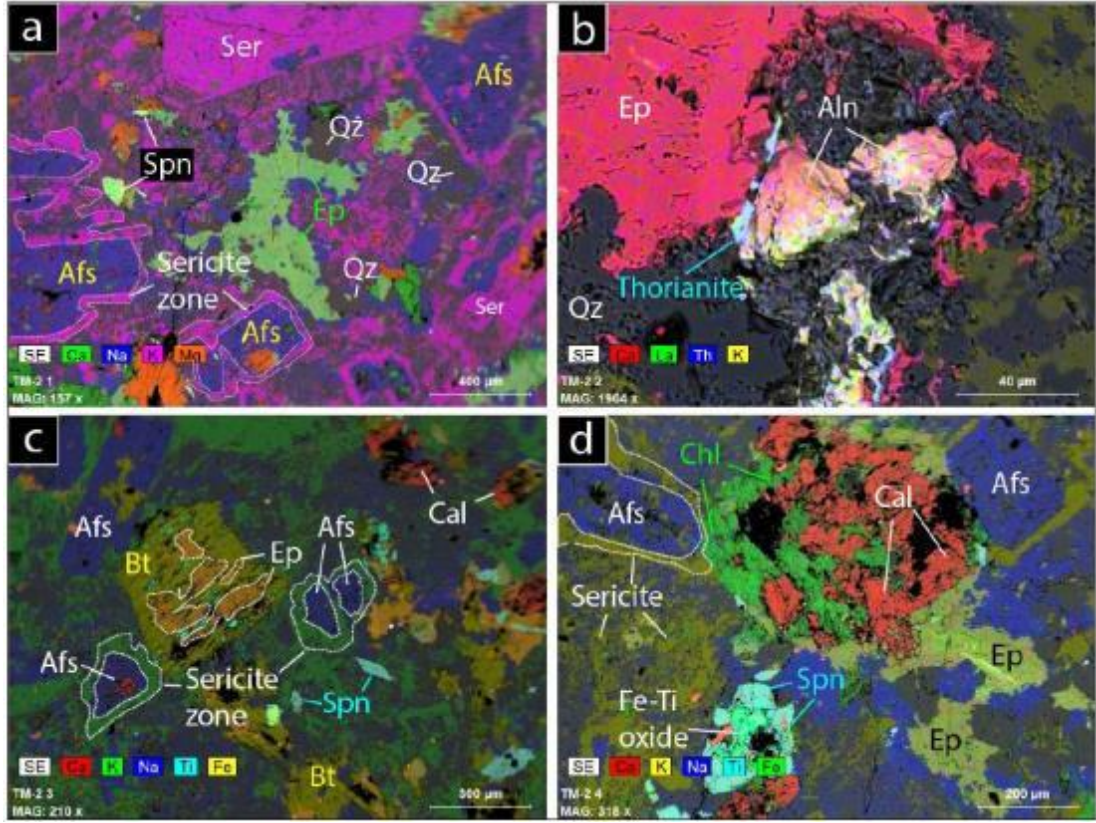 a
Ser
Afs
Qz
Spn
Qz
Ep
Afs
Sericite
zone
Qz
Afs
Ser
SE Ca Na K Mg
TM-2 1
MAG: 157 x
400 µm
b
Ep
Aln
Thorianite
Qz
SE Ca La Th K
TM-2 2
MAG: 1964 x
40 µm
c
Cal
Afs
Bt
Ep
Afs
Afs
Sericite
zone
Spn
Bt
SE Ca K Na Ti Fe
TM-2 3
MAG: 210 x
300 µm
d
Chl
Afs
Cal
Afs
Sericite
Ep
Spn
Fe-Ti
oxide
Ep
SE Ca K Na Ti Fe
TM-2 4
MAG: 318 x
200 µm